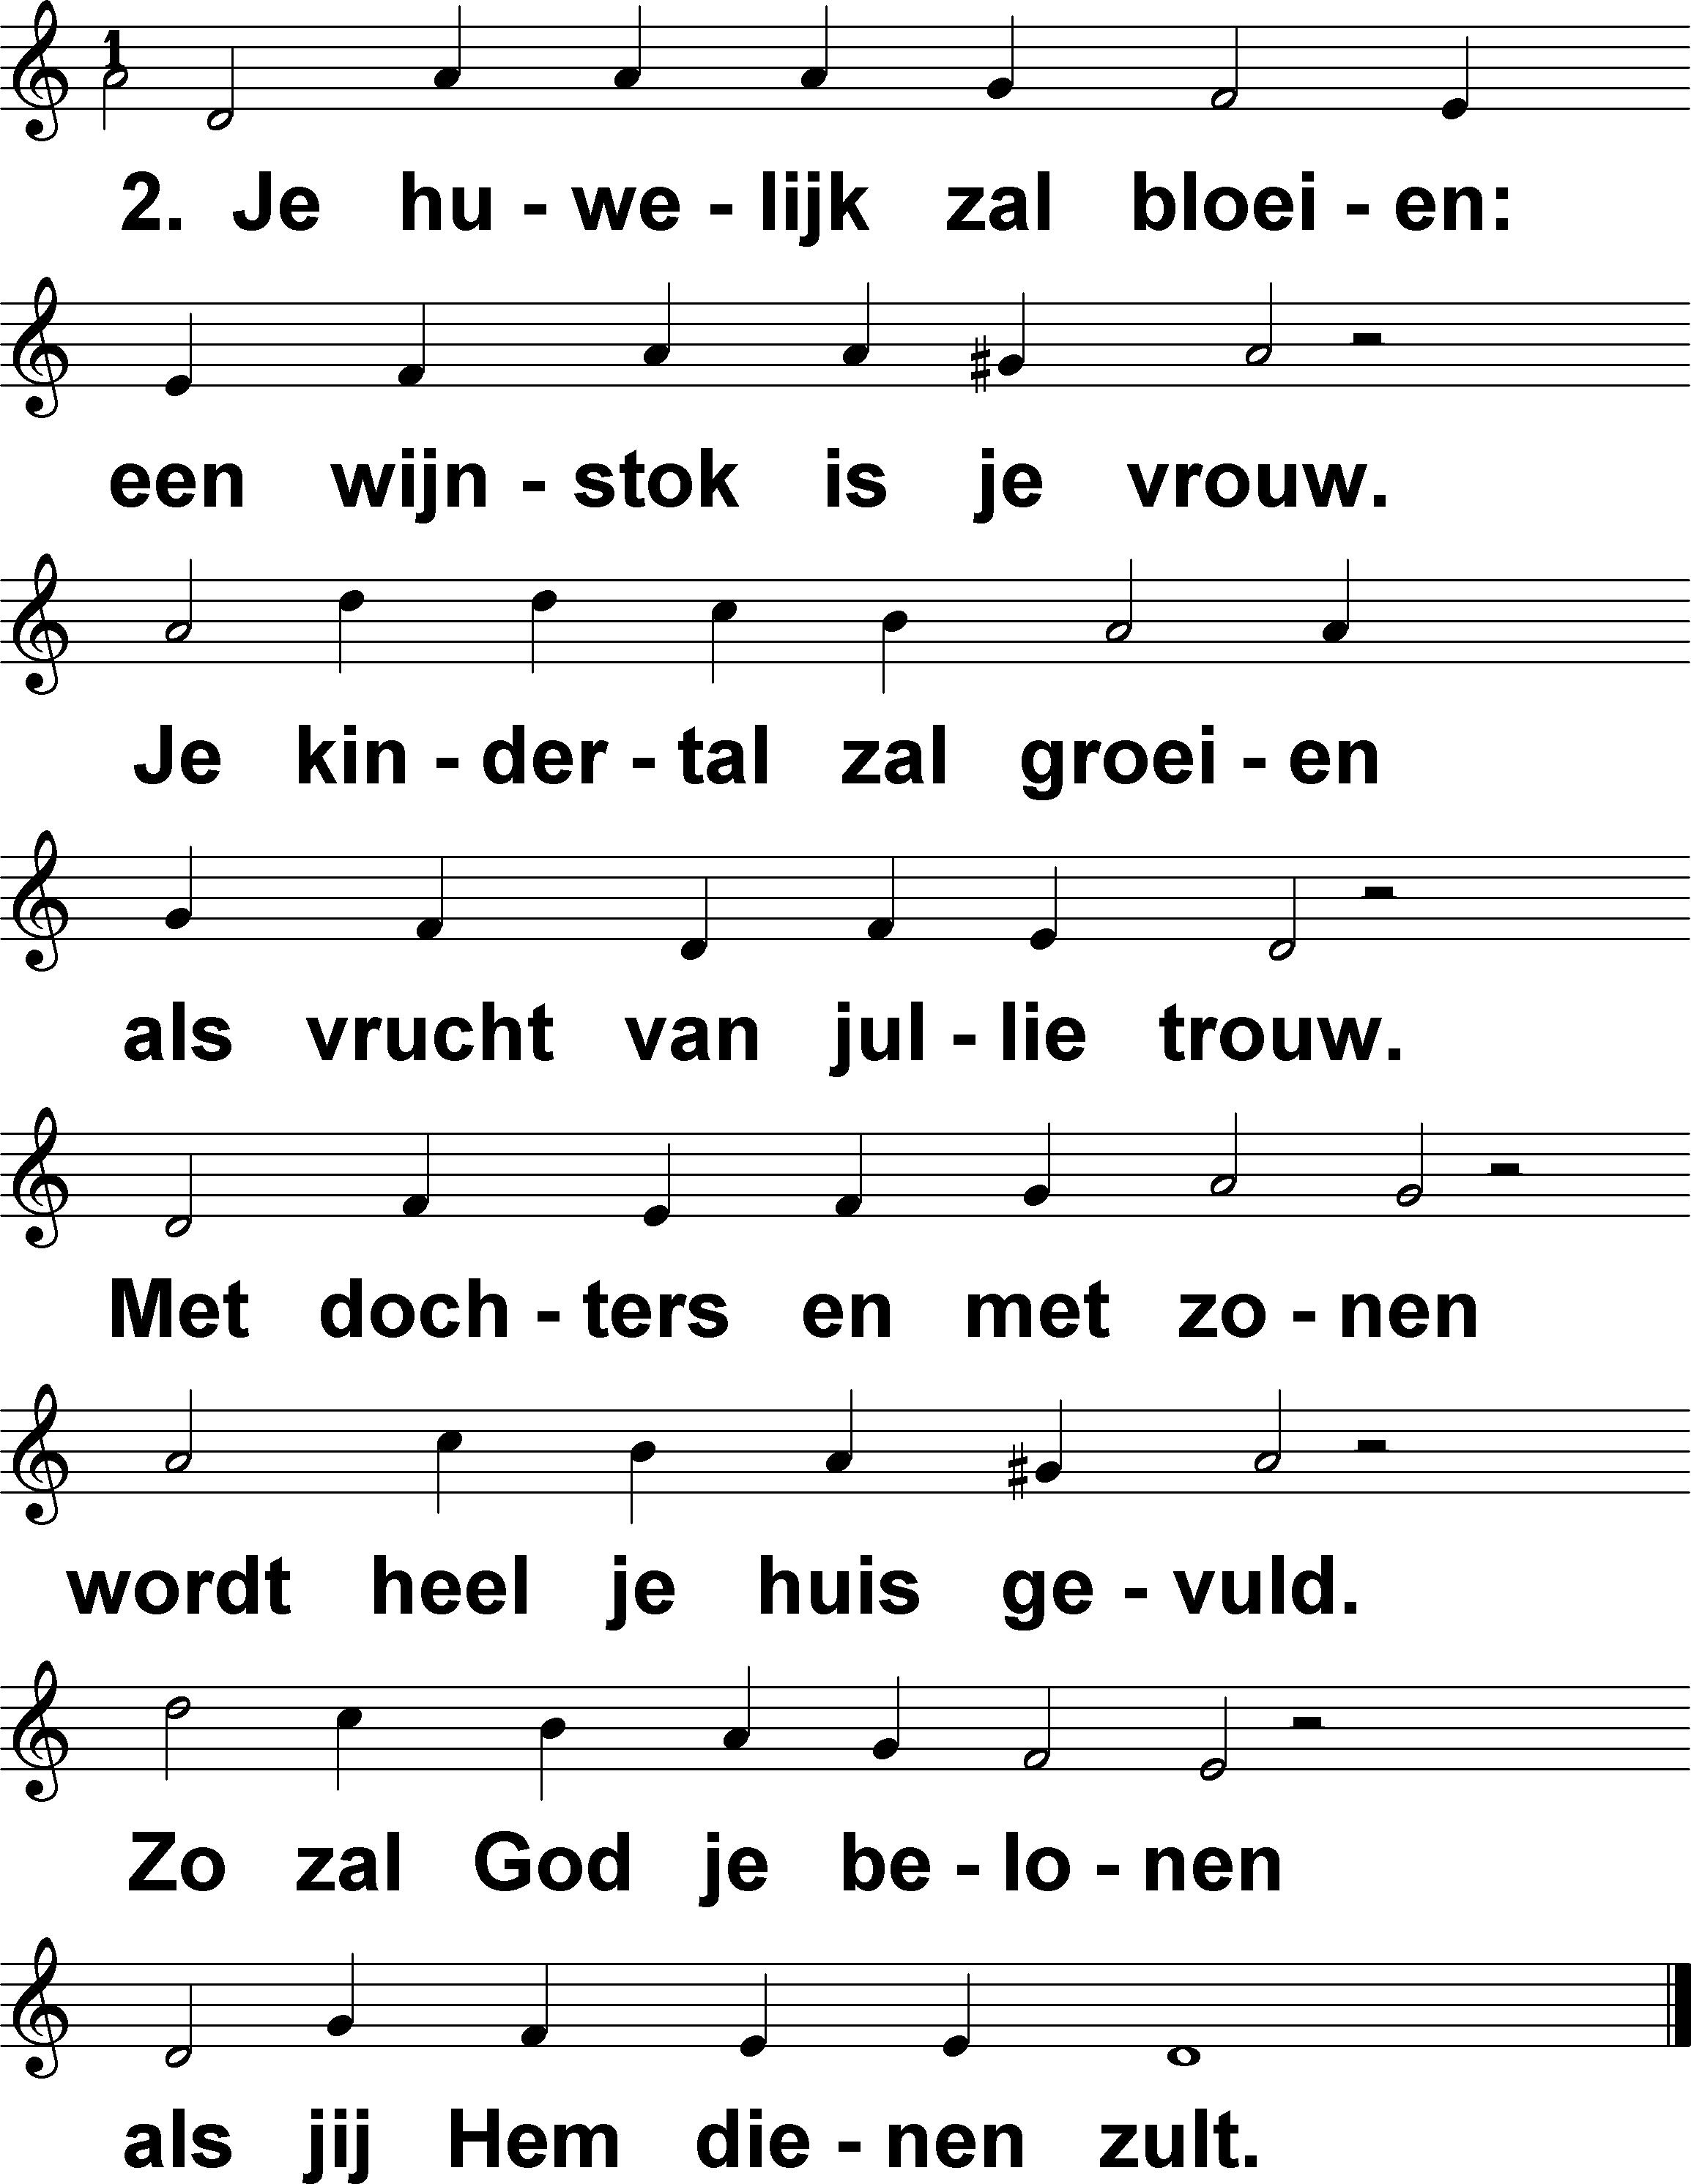 1
2. Je hu - we - lijk zal bloei - en:
een wijn - stok is je vrouw.
Je kin - der - tal zal groei - en
als vrucht van jul - lie trouw.
Met doch - ters en met zo - nen
wordt heel je huis ge - vuld.
Zo zal God je be - lo - nen
als jij Hem die - nen zult.